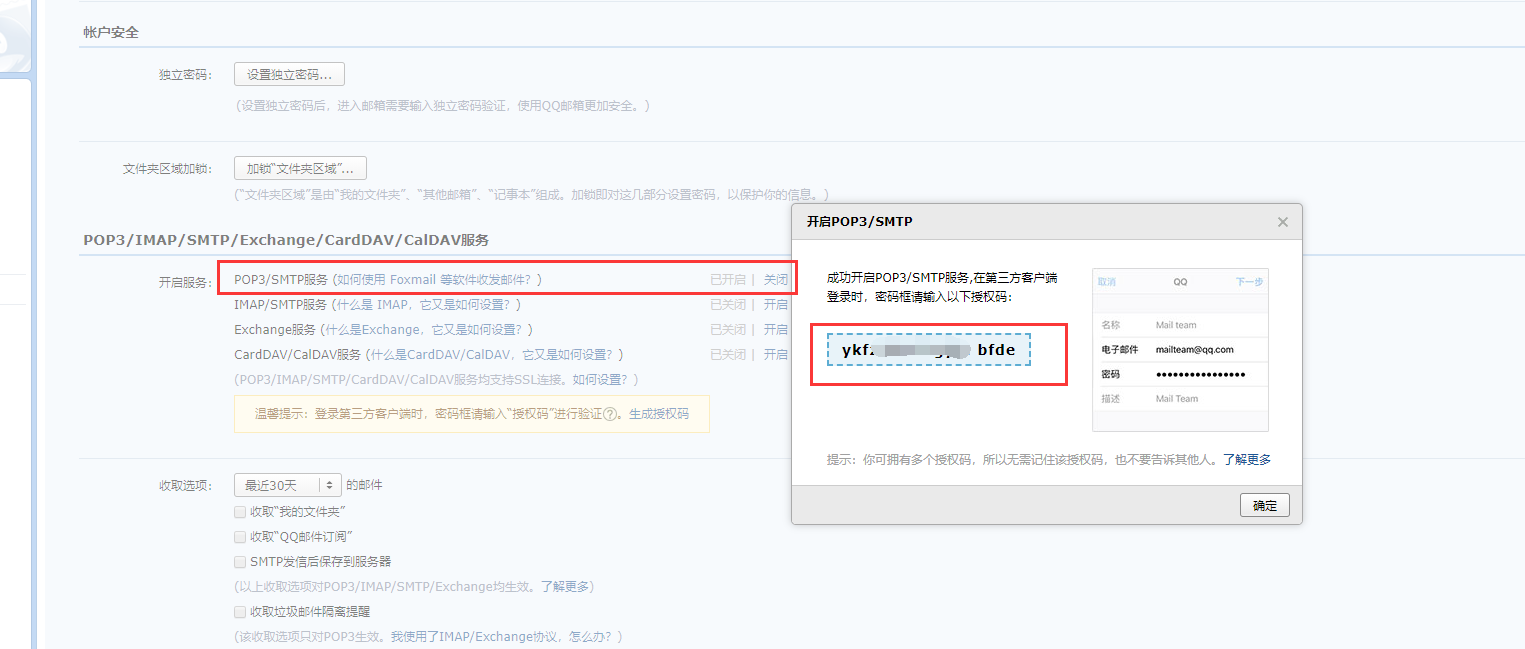 帐户安全
独立密码： 设置独立密码...
(设置独立密码后，进入邮箱需要输入独立密码验证，使用QQ邮箱更加安全。)
文件夹区域加锁： 加锁“文件夹区域”...
(“文件夹区域”是由“我的文件夹”、“其他邮箱”、“记事本”组成。加锁即对这几部分设置密码，以保护你的信息。)
POP3/IMAP/SMTP/Exchange/CardDAV/CalDAV服务
开启服务： POP3/SMTP服务 (如何使用 Foxmail 等软件收发邮件？) 已开启 | 关闭
IMAP/SMTP服务 (什么是 IMAP，它又是如何设置？) 已关闭 | 开启
Exchange服务 (什么是Exchange，它又是如何设置？) 已关闭 | 开启
CardDAV/CalDAV服务 (什么是CardDAV/CalDAV，它又是如何设置？) 已关闭 | 开启
(POP3/IMAP/SMTP/CardDAV/CalDAV服务均支持SSL连接。如何设置？)
温馨提示：登录第三方客户端时，密码框请输入“授权码”进行验证?。生成授权码
收取选项： 最近30天 的邮件
收取“我的文件夹”
收取“QQ邮件订阅”
SMTP发信后保存到服务器
(以上收取选项对POP3/IMAP/SMTP/Exchange均生效。了解更多)
收取垃圾邮件隔离提醒
(该收取选项只对POP3生效。我使用了IMAP/Exchange协议，怎么办？)
开启POP3/SMTP
成功开启POP3/SMTP服务,在第三方客户端
登录时，密码框请输入以下授权码：
ykf bfde
取消 QQ 下一步
名称 Mail team
电子邮件 mailteam@qq.com
密码 ●●●●●●●●●●●●●●●
描述 Mail Team
提示：你可拥有多个授权码，所以无需记住该授权码，也不要告诉其他人。了解更多
确定